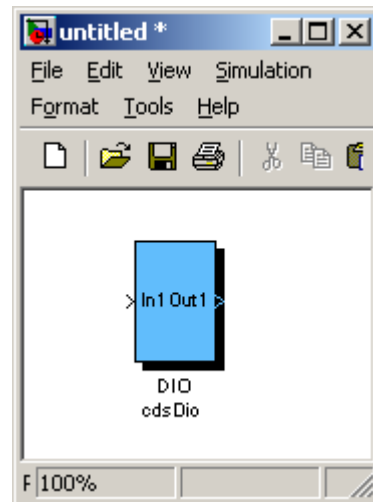 untitled *
File Edit View Simulation
Format Tools Help
In1 Out1
DIO
cdsDio
F 100%